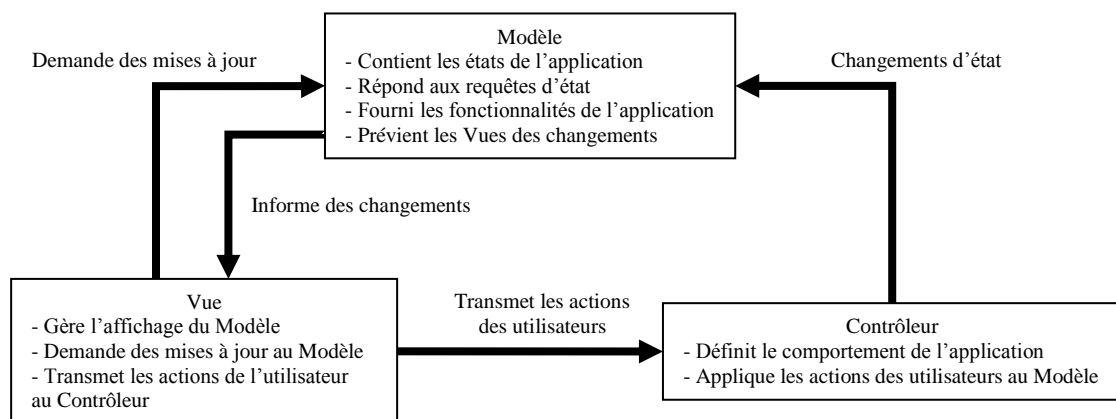 Modèle
- Contient les états de l'application
- Répond aux requêtes d'état
- Fourni les fonctionnalités de l'application
- Prévient les Vues des changements
Demande des mises à jour
Changements d'état
Informe des changements
Vue
- Gère l'affichage du Modèle
- Demande des mises à jour au Modèle
- Transmet les actions de l'utilisateur
au Contrôleur
Transmet les actions
des utilisateurs
Contrôleur
- Définit le comportement de l'application
- Applique les actions des utilisateurs au Modèle